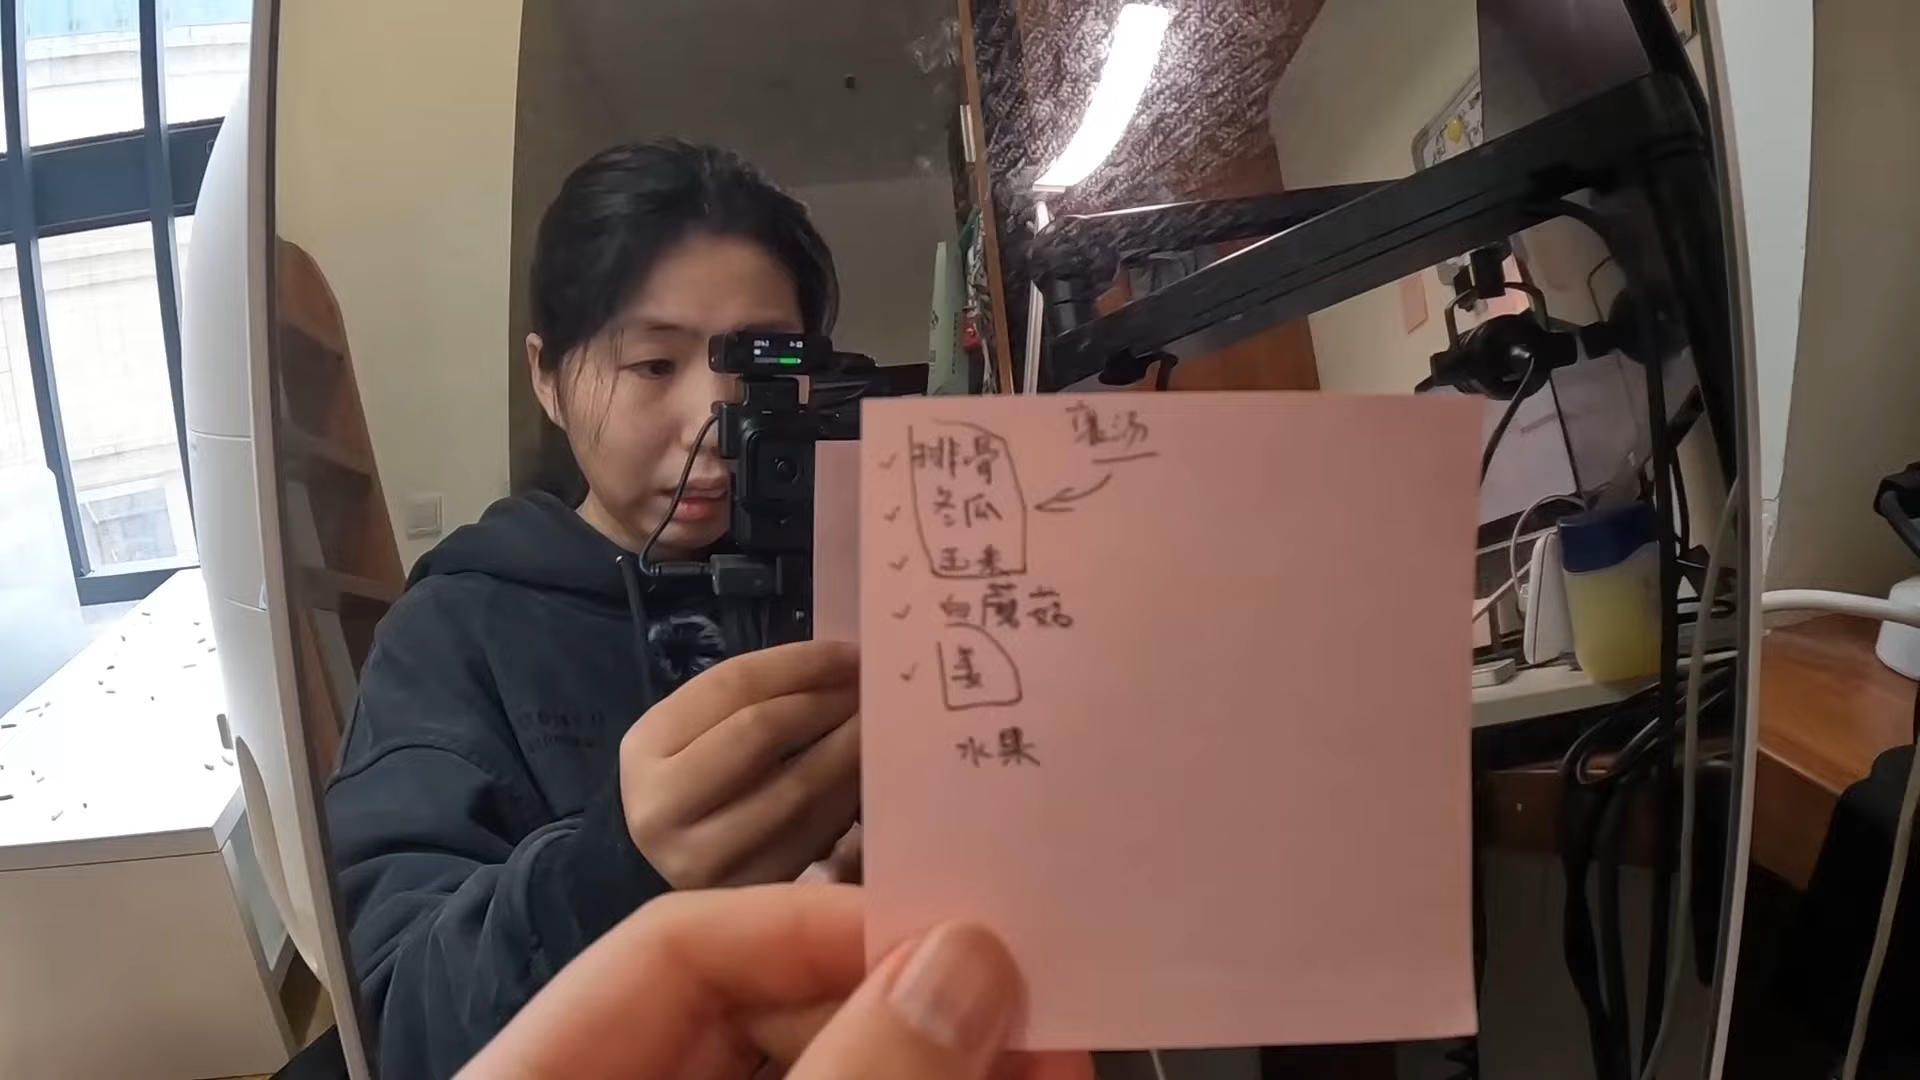 煲汤
✓ 排骨
✓ 冬瓜
✓ 玉米
✓ 白蘑菇
✓ 姜
水果